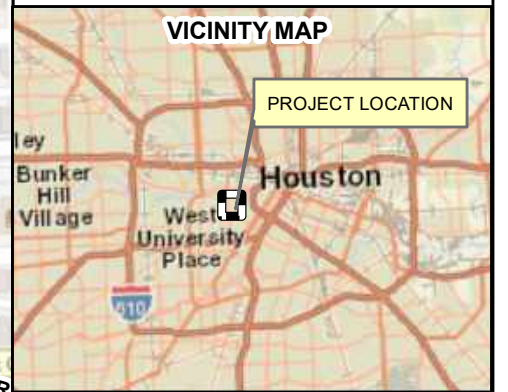 VICINITY MAP
PROJECT LOCATION
ley
Bunker
Hill
Village
Houston
West
University
Place
610